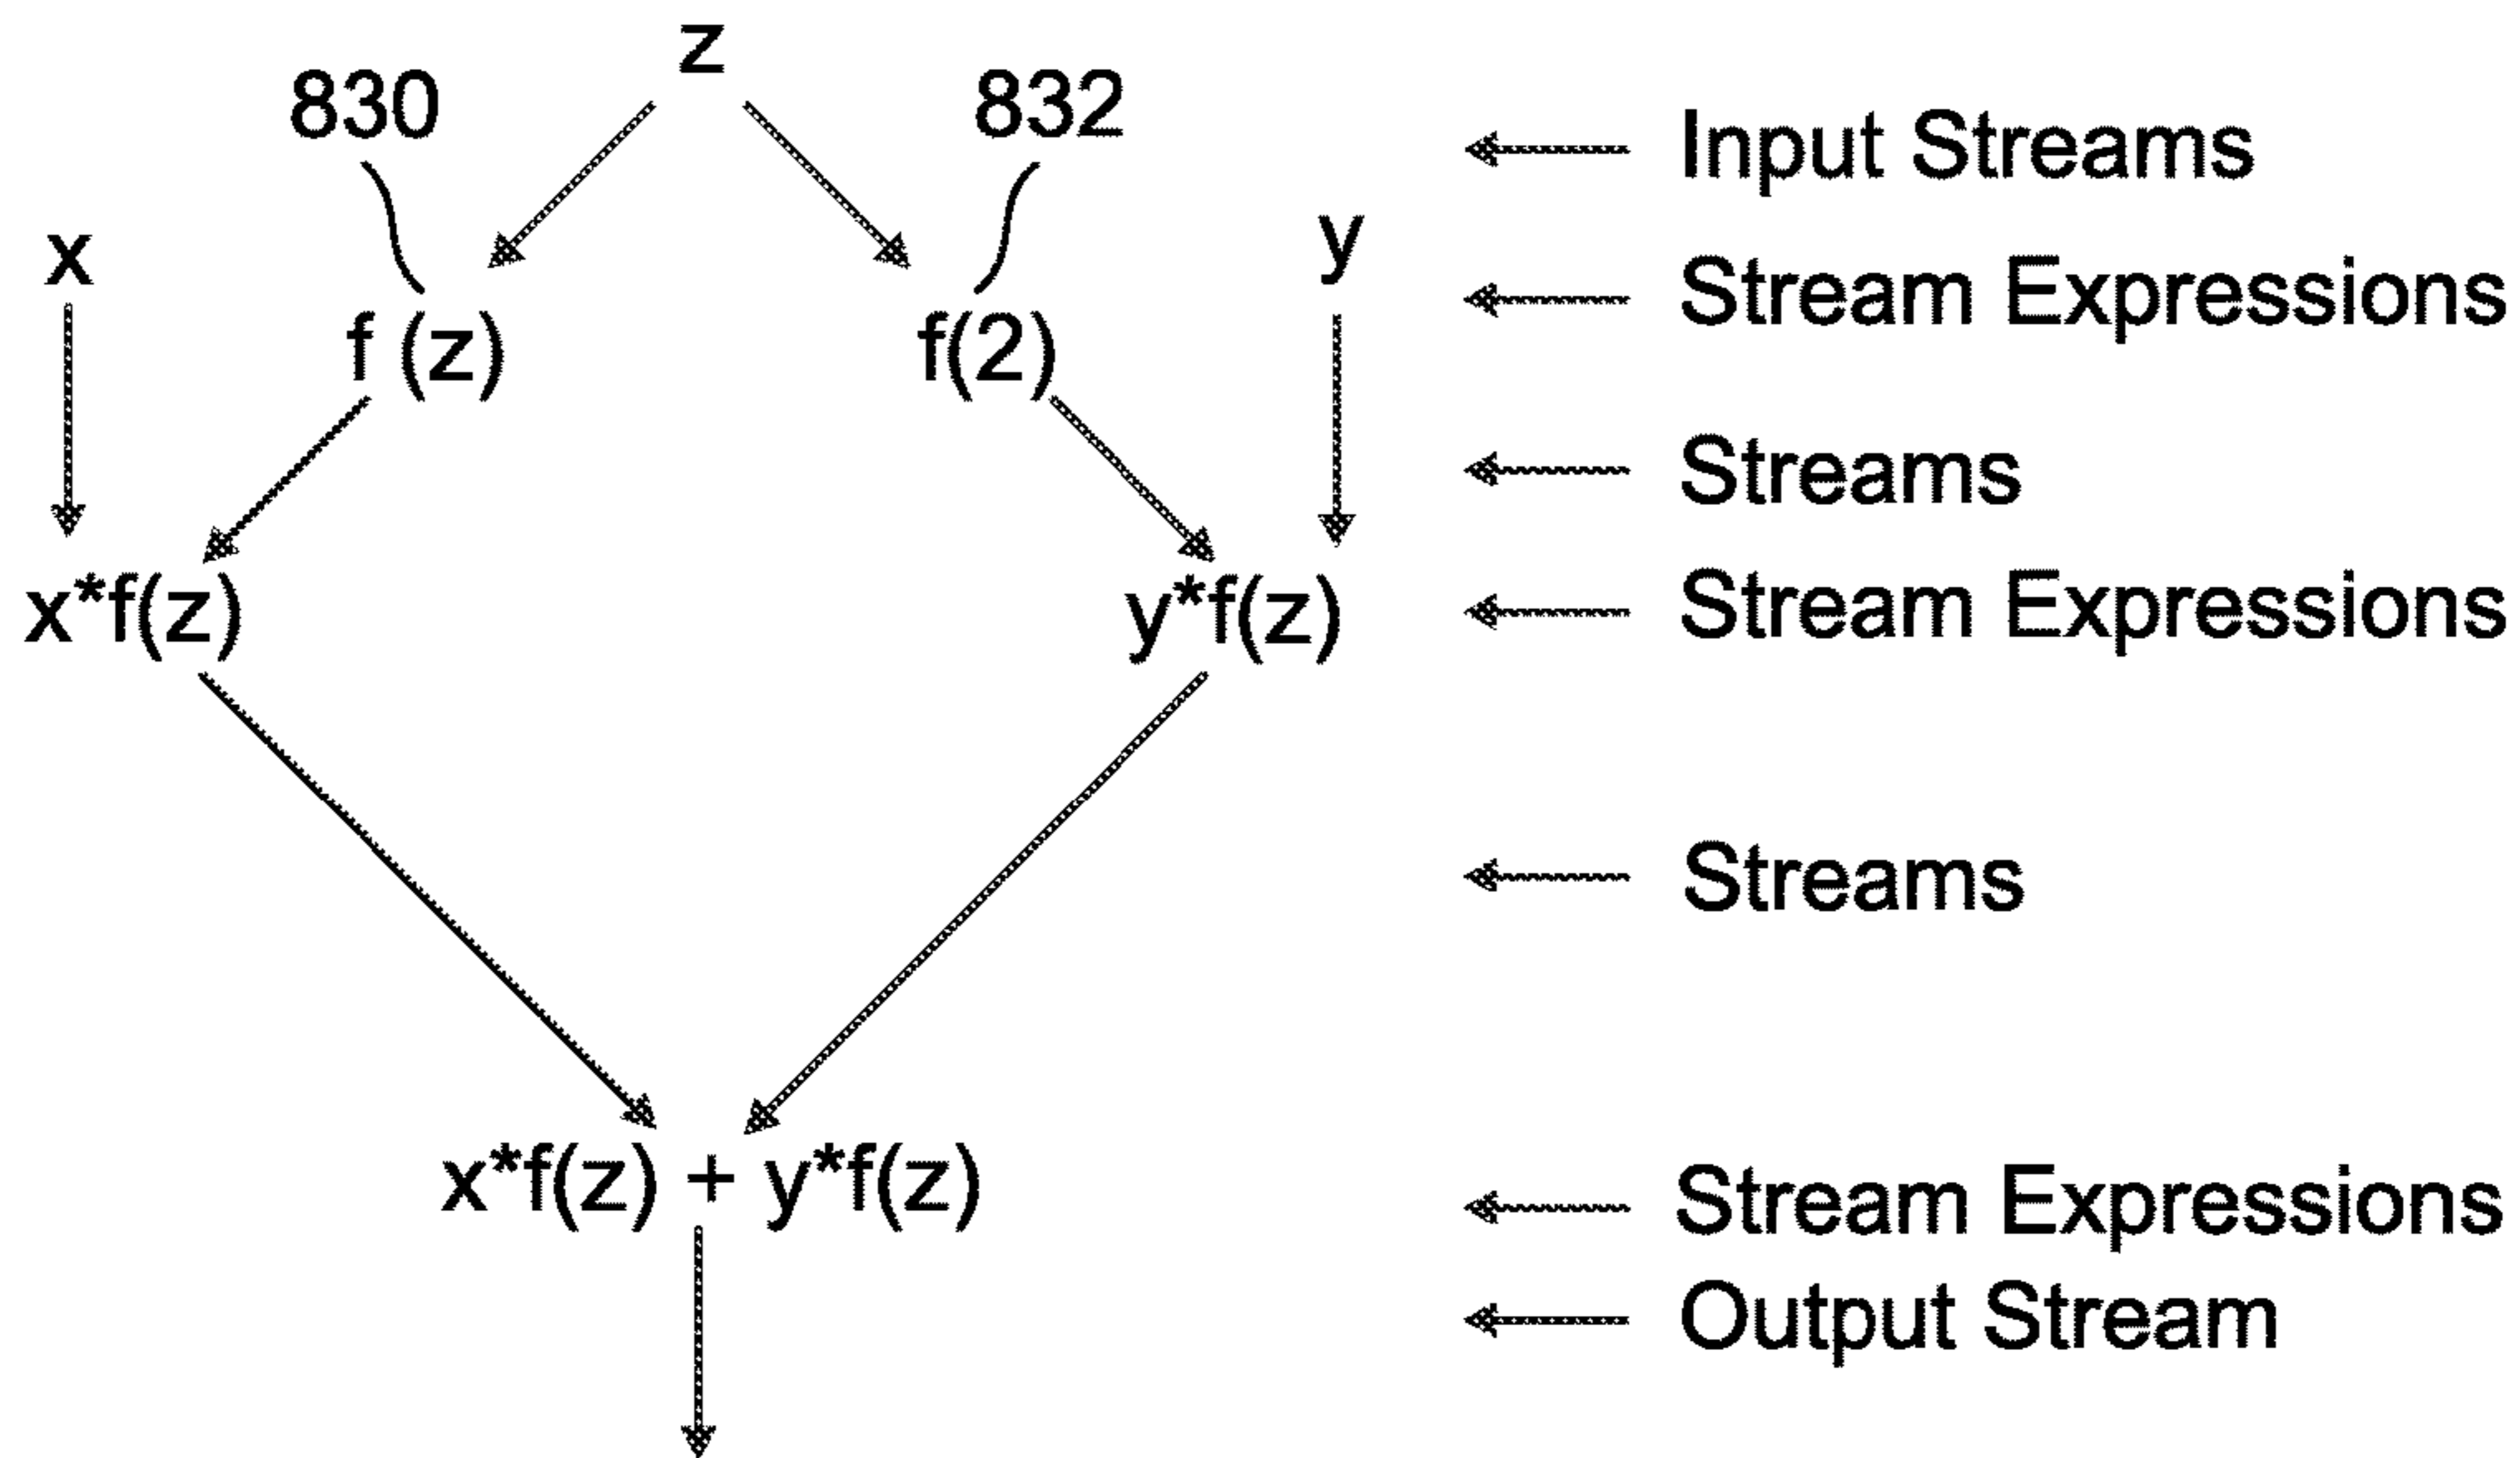 z
830
832
Input Streams
x
y
Stream Expressions
f (z)
f(2)
Streams
x*f(z)
y*f(z)
Stream Expressions
Streams
x*f(z) + y*f(z)
Stream Expressions
Output Stream